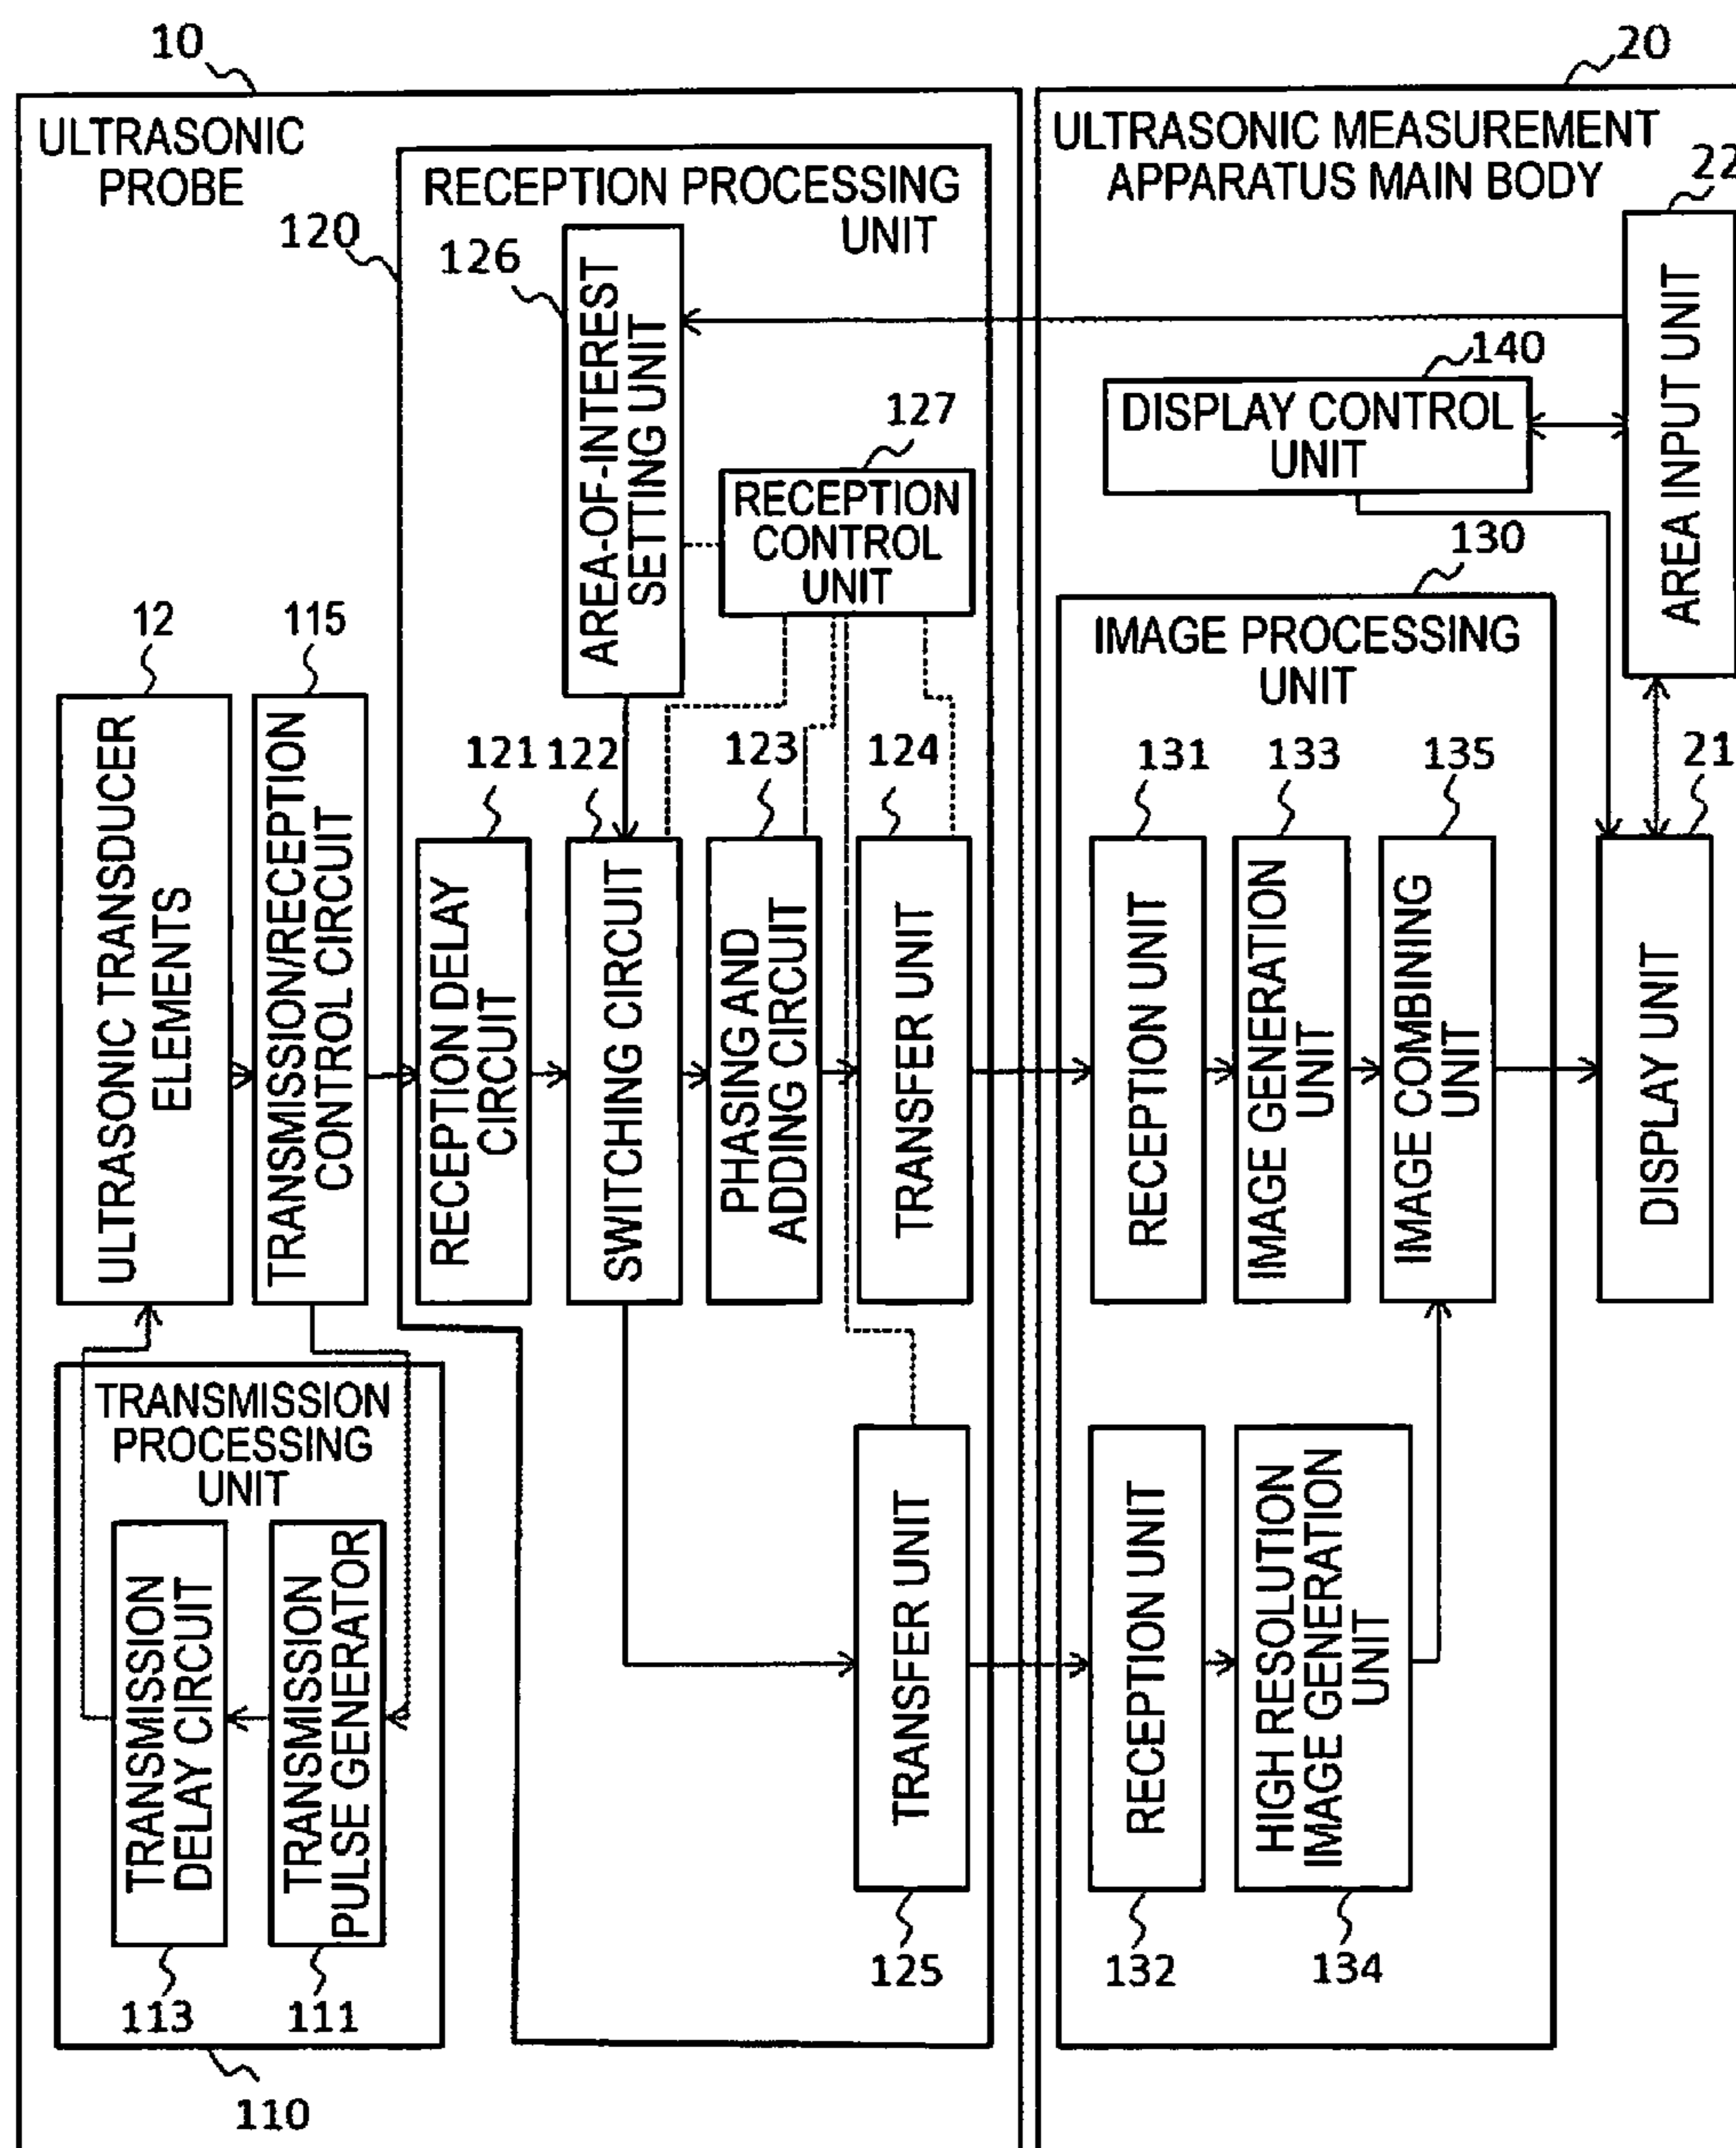 10
20
ULTRASONIC
PROBE
ULTRASONIC MEASUREMENT
APPARATUS MAIN BODY
22
120
RECEPTION PROCESSING
UNIT
126
AREA-OF-INTEREST
SETTING UNIT
AREA INPUT UNIT
140
DISPLAY CONTROL
UNIT
127
RECEPTION
CONTROL
UNIT
130
IMAGE PROCESSING
UNIT
12
ULTRASONIC TRANSDUCER
ELEMENTS
115
TRANSMISSION/RECEPTION
CONTROL CIRCUIT
121
RECEPTION DELAY
CIRCUIT
122
SWITCHING CIRCUIT
123
PHASING AND
ADDING CIRCUIT
124
TRANSFER UNIT
131
RECEPTION UNIT
133
IMAGE GENERATION
UNIT
135
IMAGE COMBINING
UNIT
21
DISPLAY UNIT
TRANSMISSION
PROCESSING
UNIT
TRANSMISSION
DELAY CIRCUIT
113
TRANSMISSION
PULSE GENERATOR
111
110
TRANSFER UNIT
125
RECEPTION UNIT
132
HIGH RESOLUTION
IMAGE GENERATION
UNIT
134